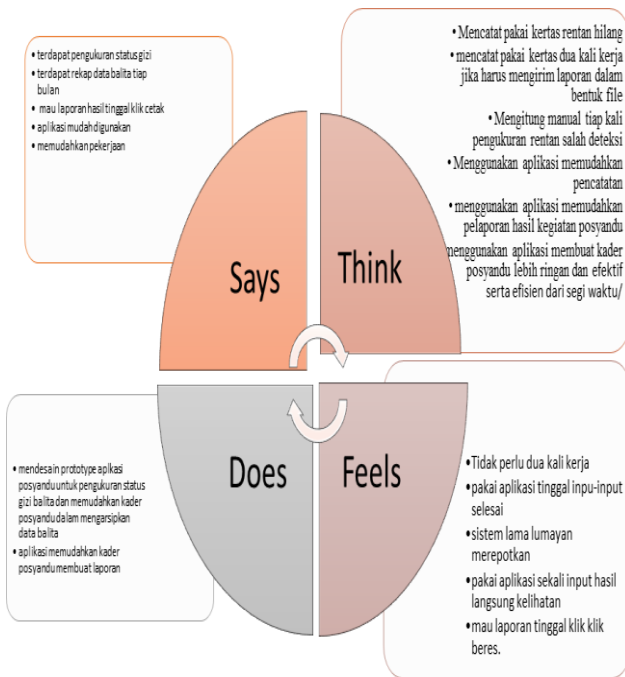 • terdapat pengukuran status gizi
• terdapat rekap data balita tiap
bulan
• mau laporan hasil tinggal klik cetak
• aplikasi mudah digunakan
• memudahkan pekerjaan
• Mencatat pakai kertas rentan hilang
• mencatat pakai kertas dua kali kerja
jika harus mengirim laporan dalam
bentuk file
• Mengitung manual tiap kali
pengukuran rentan salah deteksi
• Menggunakan aplikasi memudahkan
pencatatan
• menggunakan aplikasi memudahkan
pelaporan hasil kegiatan posyandu
menggunakan aplikasi membuat kader
posyandu lebih ringan dan efektif
serta efisien dari segi waktu/
Says
Think
Does
Feels
• mendesain prototype aplkasi
posyandu untuk pengukuran status
gizi balita dan memudahkan kader
posyandu dalam mengarsipkan
data balita
• aplikasi memudahkan kader
posyandu membuat laporan
• Tidak perlu dua kali kerja
• pakai aplikasi tinggal inpu-input
selesai
• sistem lama lumayan
merepotkan
• pakai aplikasi sekali input hasil
langsung kelihatan
• mau laporan tinggal klik klik
beres.